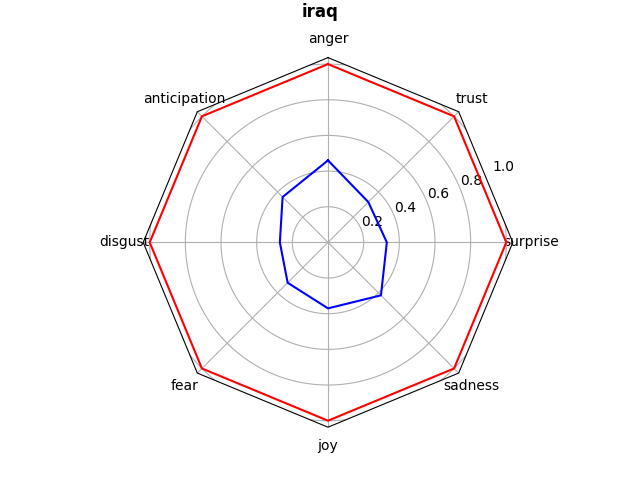 iraq
anger
anticipation
trust
1.0
0.8
0.6
0.4
0.2
disgust
surprise
fear
sadness
joy